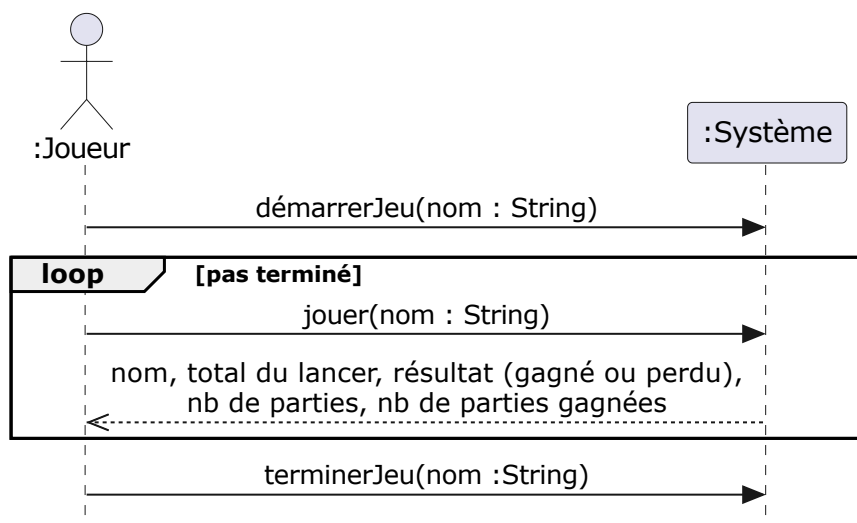 :Joueur
:Système
démarrerJeu(nom : String)
loop [pas terminé]
jouer(nom : String)
nom, total du lancer, résultat (gagné ou perdu),
nb de parties, nb de parties gagnées
terminerJeu(nom :String)